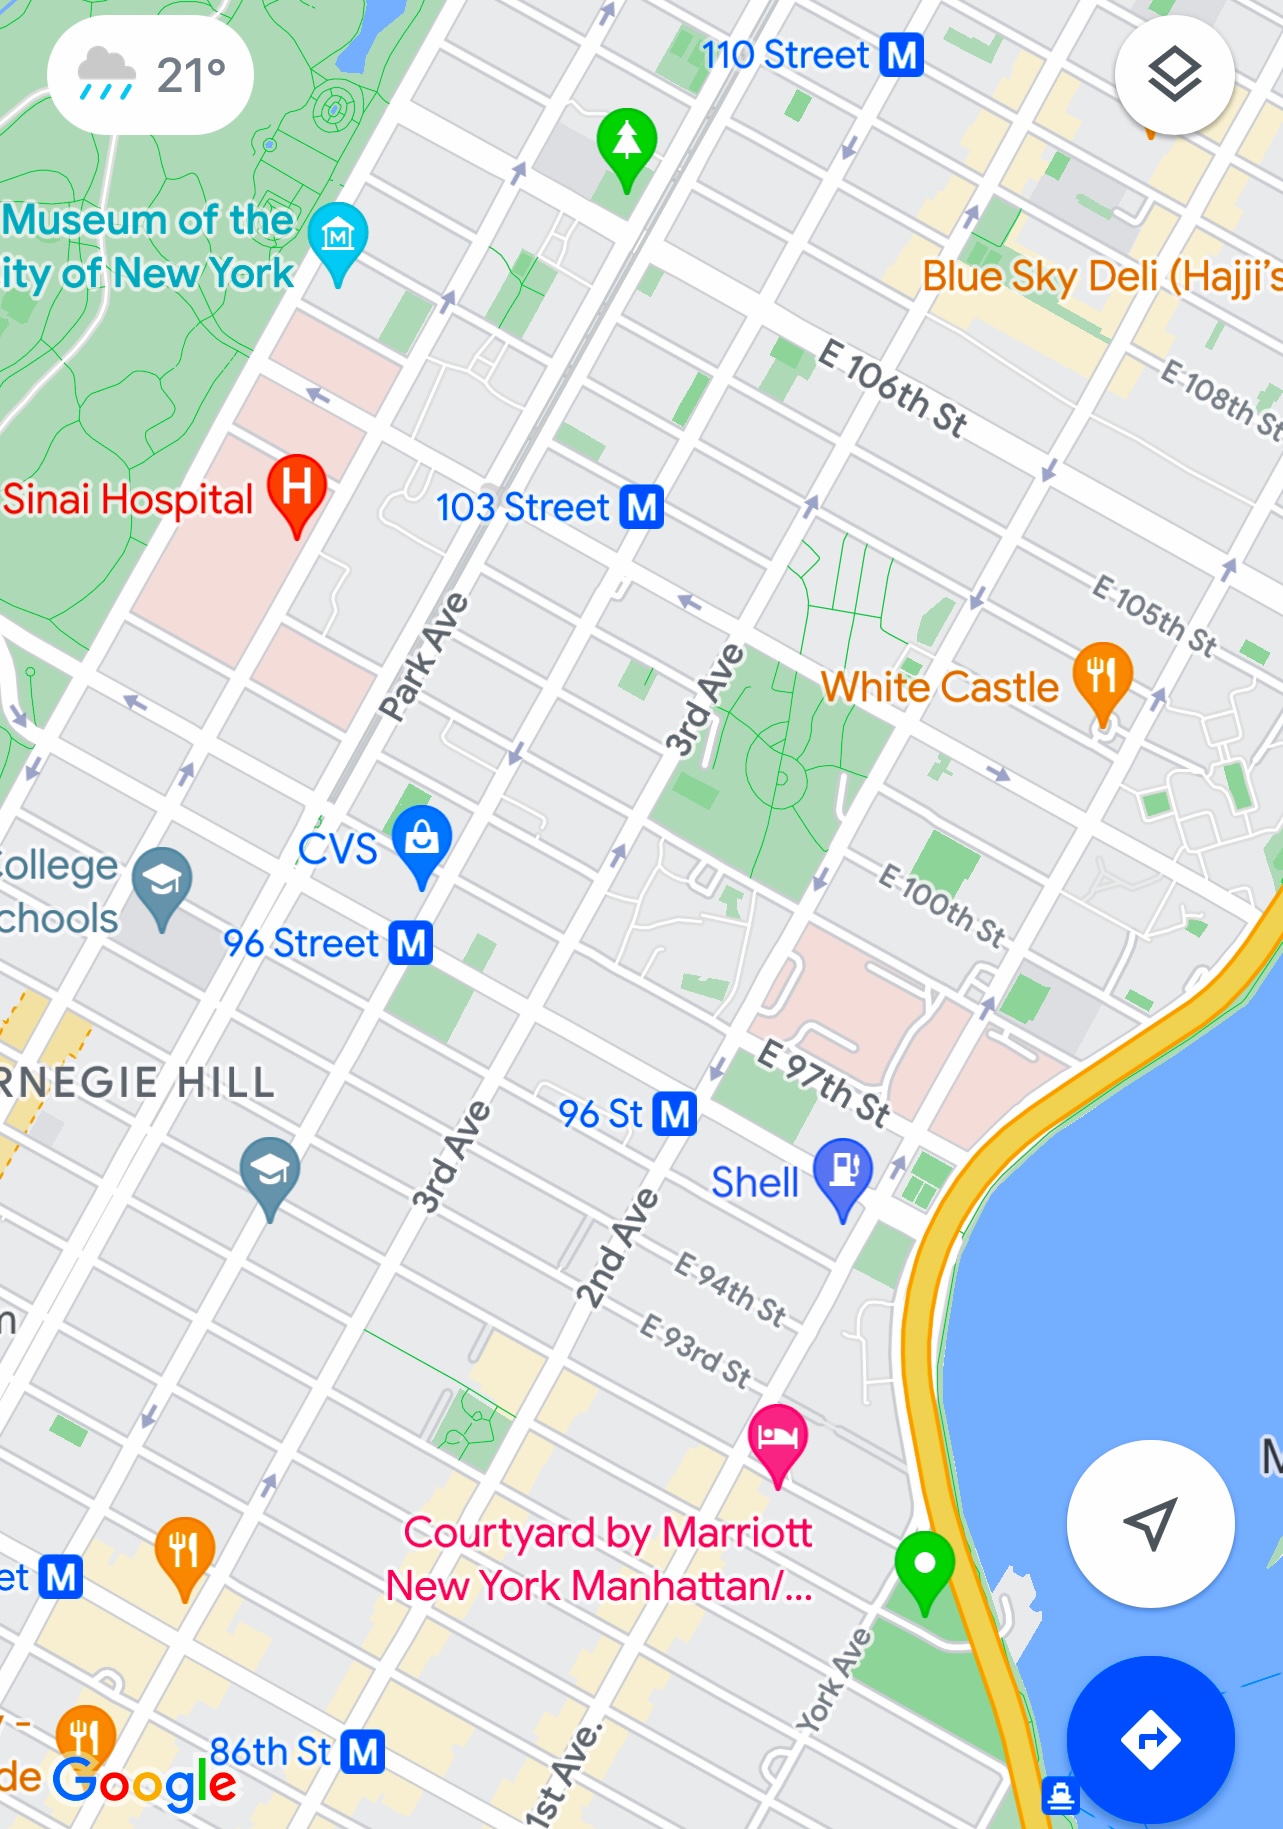 21°
110 Street M
Museum of the
ity of New York
M
Blue Sky Deli (Hajji's
E 106th St
E 108th St
Sinai Hospital H
103 Street M
E 105th St
Park Ave
3rd Ave
White Castle
CVS
College
chools
E 100th St
96 Street M
RNEGIE HILL
E 97th St
96 St M
3rd Ave
Shell
2nd Ave
E 94th St
E 93rd St
m
M
Courtyard by Marriott
New York Manhattan/...
et M
York Ave
de
Google
86th St M
1st Ave.